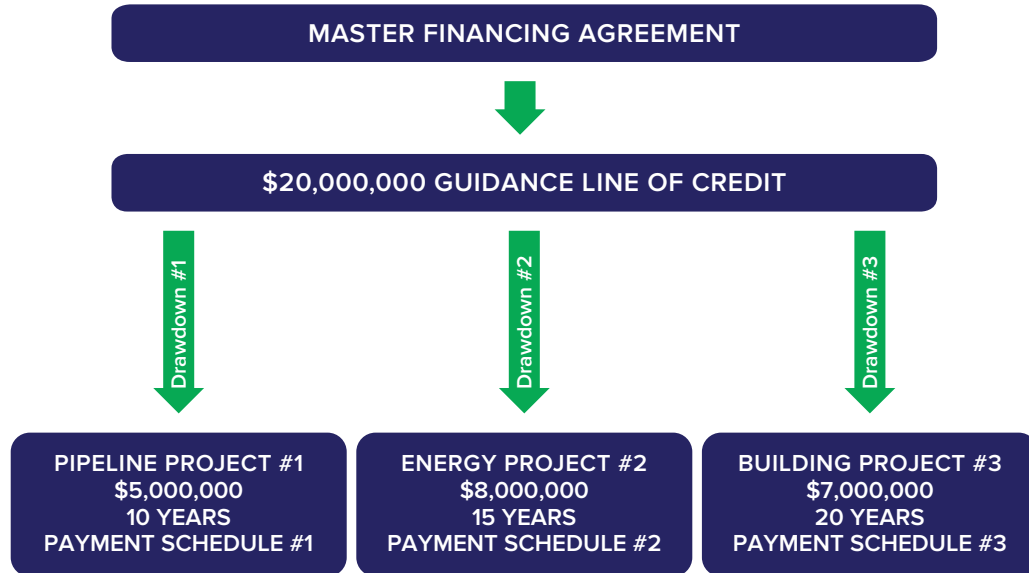 MASTER FINANCING AGREEMENT
$20,000,000 GUIDANCE LINE OF CREDIT
Drawdown #1
Drawdown #2
Drawdown #3
PIPELINE PROJECT #1
$5,000,000
10 YEARS
PAYMENT SCHEDULE #1
ENERGY PROJECT #2
$8,000,000
15 YEARS
PAYMENT SCHEDULE #2
BUILDING PROJECT #3
$7,000,000
20 YEARS
PAYMENT SCHEDULE #3